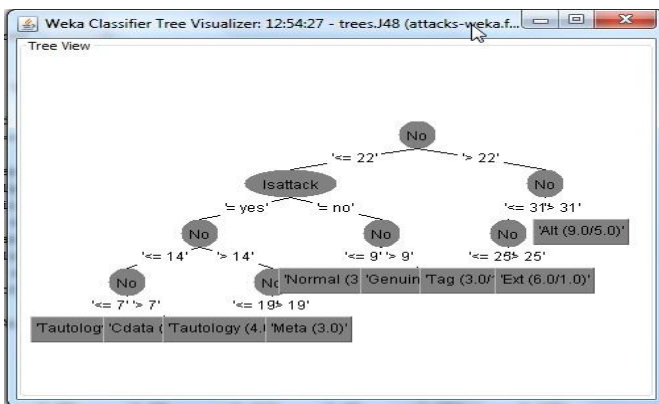 Weka Classifier Tree Visualizer: 12:54:27 - trees.J48 (attacks-weka.f...
Tree View
No
'<= 22' '> 22'
Isattack No
'= yes' '= no' '<= 31' '> 31'
No No No 'Alt (9.0/5.0)'
'<= 14' '> 14' '<= 9' '> 9' '<= 25' '> 25'
No No 'Normal (3 'Genuin 'Tag (3.0/ 'Ext (6.0/1.0)'
'<= 7' '> 7' '<= 19' '> 19'
'Tautolog 'Cdata ( 'Tautology (4.( 'Meta (3.0)'